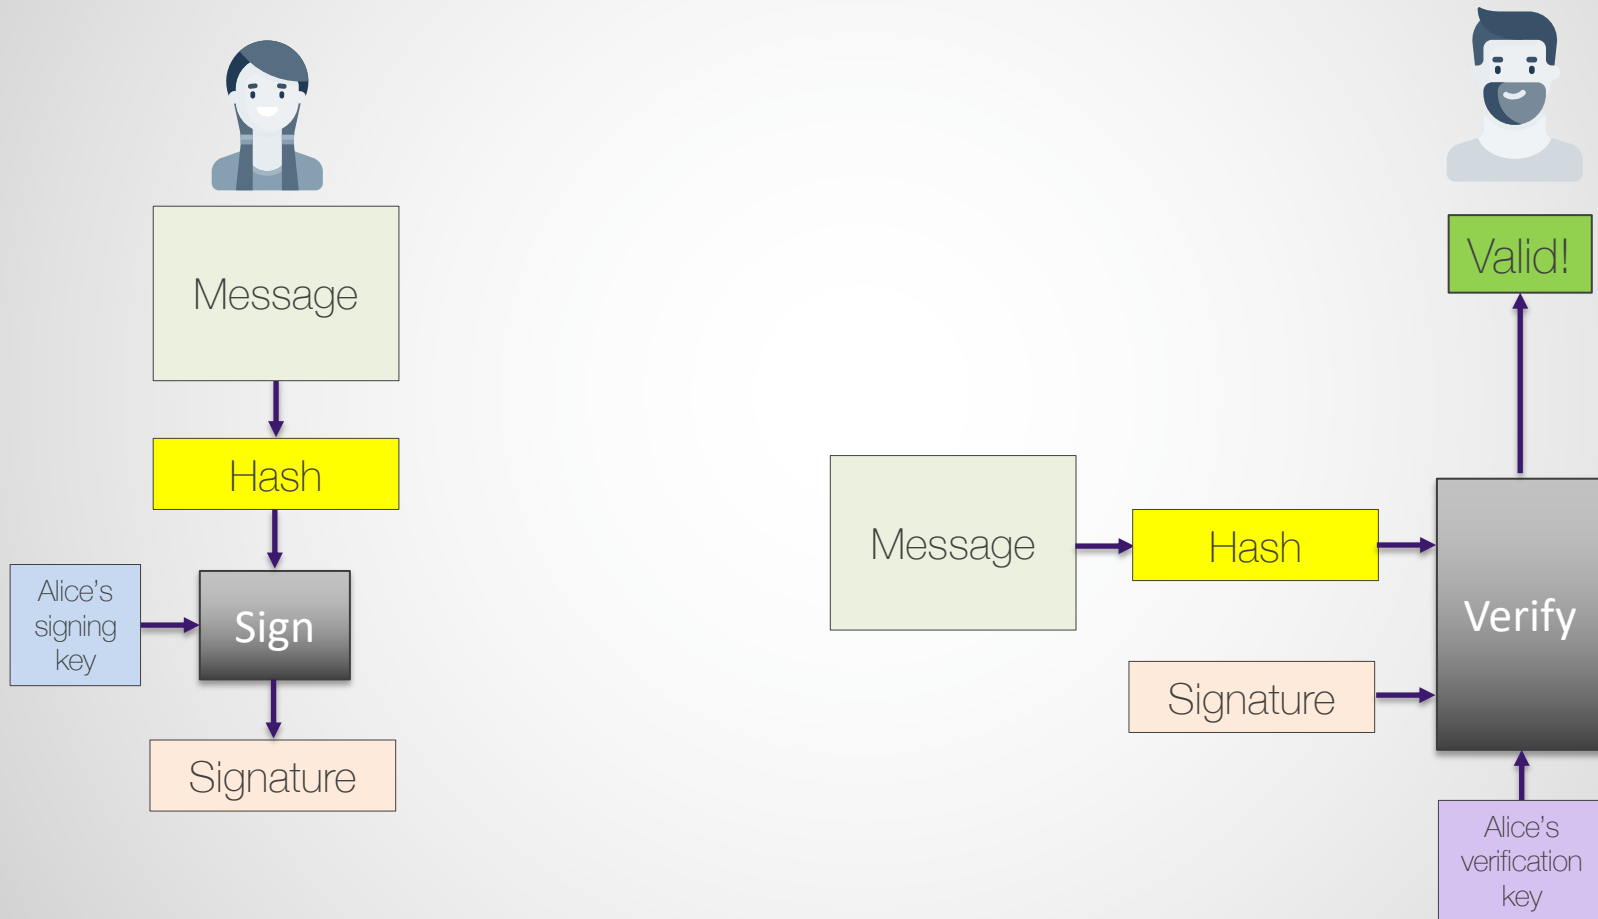 Message
Hash
Alice’s
signing
key
Sign
Signature
Valid!
Message
Hash
Verify
Signature
Alice’s
verification
key